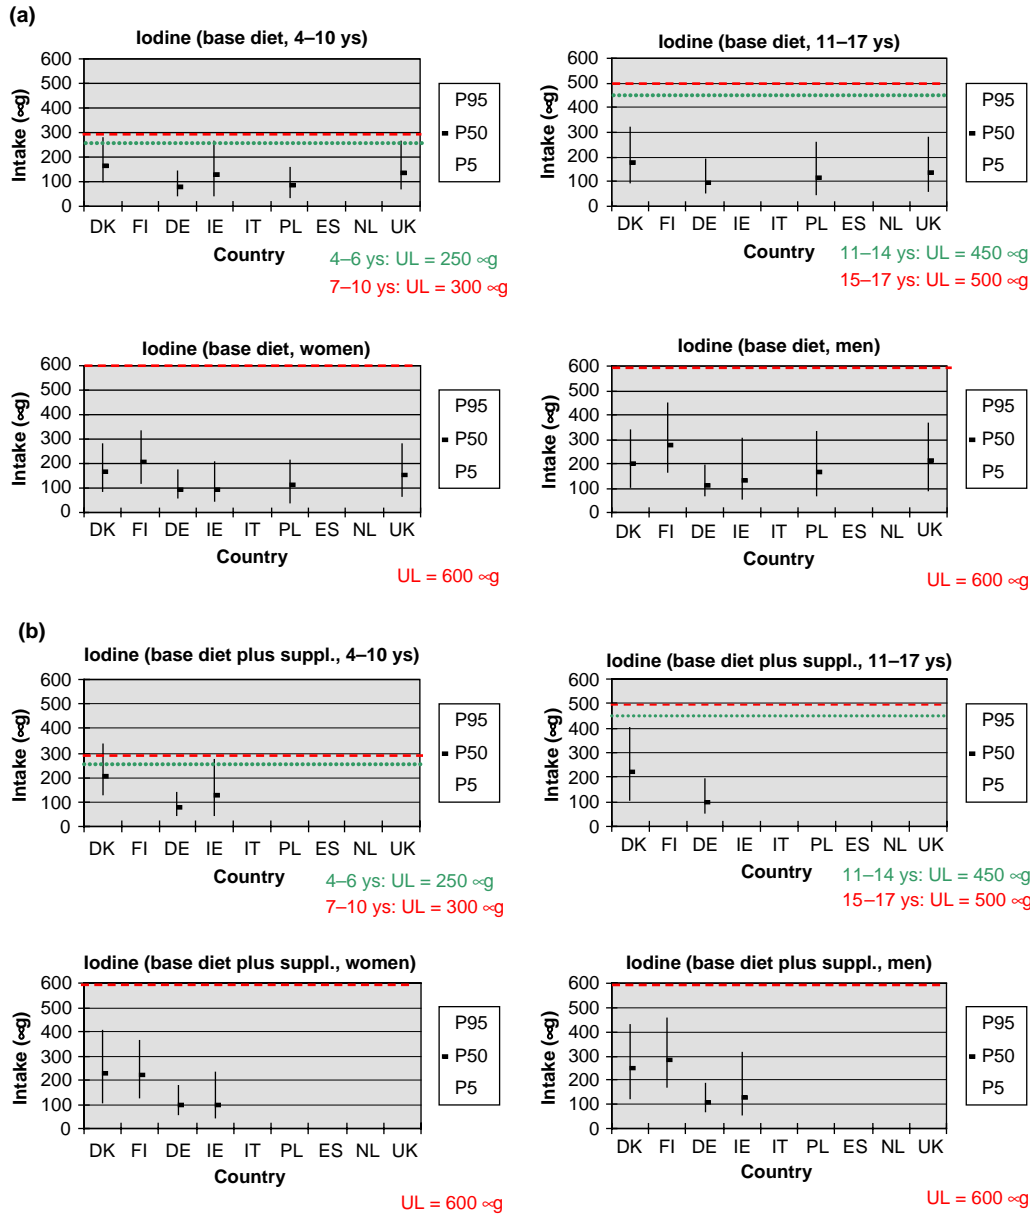 (a)
Iodine (base diet, 4–10 ys)
Intake (∝g)
600
500
400
300
200
100
0
DK FI DE IE IT PL ES NL UK
Country
P95
P50
P5
4–6 ys: UL = 250 ∝g
7–10 ys: UL = 300 ∝g
Iodine (base diet, 11–17 ys)
Intake (∝g)
600
500
400
300
200
100
0
DK FI DE IE IT PL ES NL UK
Country
P95
P50
P5
11–14 ys: UL = 450 ∝g
15–17 ys: UL = 500 ∝g
Iodine (base diet, women)
Intake (∝g)
600
500
400
300
200
100
0
DK FI DE IE IT PL ES NL UK
Country
P95
P50
P5
UL = 600 ∝g
Iodine (base diet, men)
Intake (∝g)
600
500
400
300
200
100
0
DK FI DE IE IT PL ES NL UK
Country
P95
P50
P5
UL = 600 ∝g
(b)
Iodine (base diet plus suppl., 4–10 ys)
Intake (∝g)
600
500
400
300
200
100
0
DK FI DE IE IT PL ES NL UK
Country
P95
P50
P5
4–6 ys: UL = 250 ∝g
7–10 ys: UL = 300 ∝g
Iodine (base diet plus suppl., 11–17 ys)
Intake (∝g)
600
500
400
300
200
100
0
DK FI DE IE IT PL ES NL UK
Country
P95
P50
P5
11–14 ys: UL = 450 ∝g
15–17 ys: UL = 500 ∝g
Iodine (base diet plus suppl., women)
Intake (∝g)
600
500
400
300
200
100
0
DK FI DE IE IT PL ES NL UK
Country
P95
P50
P5
UL = 600 ∝g
Iodine (base diet plus suppl., men)
Intake (∝g)
600
500
400
300
200
100
0
DK FI DE IE IT PL ES NL UK
Country
P95
P50
P5
UL = 600 ∝g